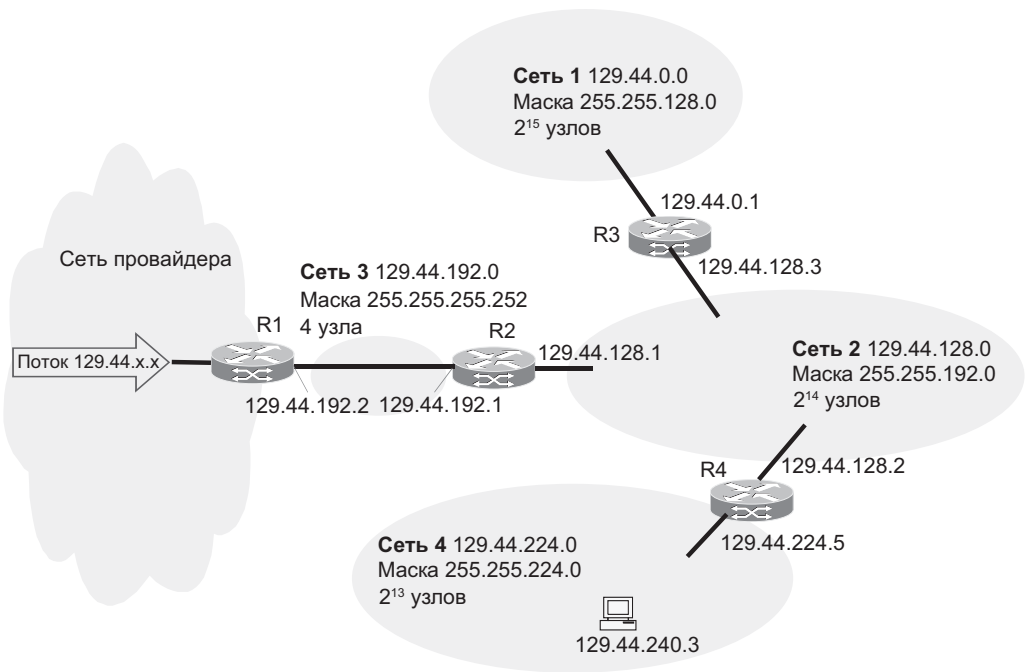 Сеть 1 129.44.0.0
Маска 255.255.128.0
2¹⁵ узлов
129.44.0.1
R3
129.44.128.3
Сеть провайдера
Поток 129.44.x.x
R1
129.44.192.2
Сеть 3 129.44.192.0
Маска 255.255.255.252
4 узла
R2
129.44.192.1
129.44.128.1
Сеть 2 129.44.128.0
Маска 255.255.192.0
2¹⁴ узлов
R4
129.44.128.2
129.44.224.5
Сеть 4 129.44.224.0
Маска 255.255.224.0
2¹³ узлов
129.44.240.3